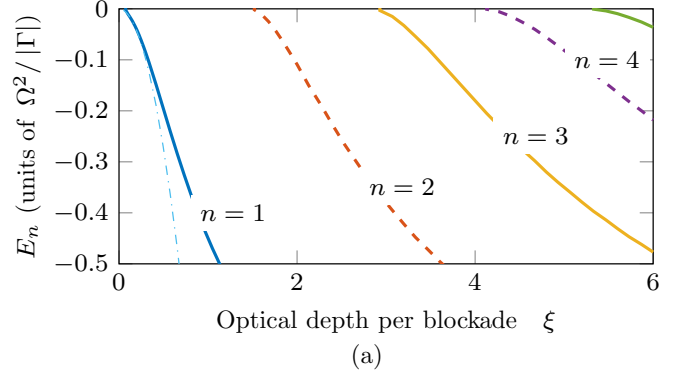 0
−0.1
−0.2
−0.3
−0.4
−0.5
E_n (units of Ω²/|Γ|)
n = 1
n = 2
n = 3
n = 4
0 2 4 6
Optical depth per blockade ξ
(a)